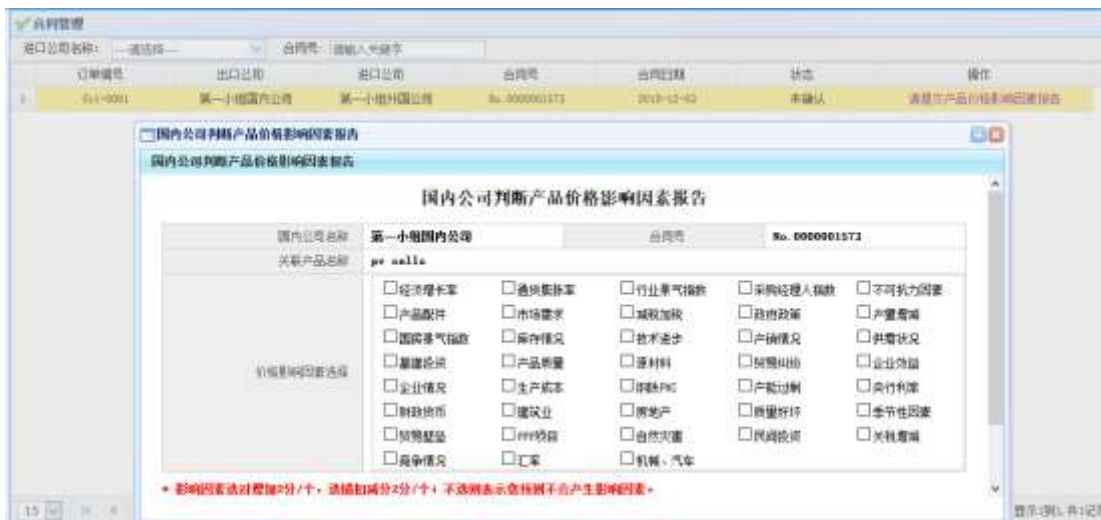 合同管理
进口公司名称: ---请选择--- 合同号: 请输入关键字
订单编号 出口公司 进口公司 合同号 合同日期 状态 操作
1 第一小组国内公司 第一小组外国公司 No.0000001573 未确认 请提交产品价格影响因素报告
国内公司判断产品价格影响因素报告
国内公司判断产品价格影响因素报告
国内公司判断产品价格影响因素报告
国内公司名称 第一小组国内公司 合同号 No.0000001573
关联产品名称 pv cells
经济增长率 通货膨胀率 行业景气指数 采购经理人指数 不可抗力因素
产品配件 市场需求 减税加税 政府政策 产量增减
国房景气指数 库存情况 技术进步 产销情况 供需状况
基建投资 产品质量 原材料 贸易纠纷 企业效益
价格影响因素选择
企业情况 生产成本 钢铁PMI 产能过剩 央行利率
财政货币 建筑业 房地产 质量好坏 季节性因素
贸易壁垒 PPP项目 自然灾害 民间投资 关税增减
竞争情况 汇率 机械、汽车
* 影响因素选对增加2分/个,选错扣减分2分/个;不选则表示您预测不会产生影响因素。
15 显示1到1,共1记录